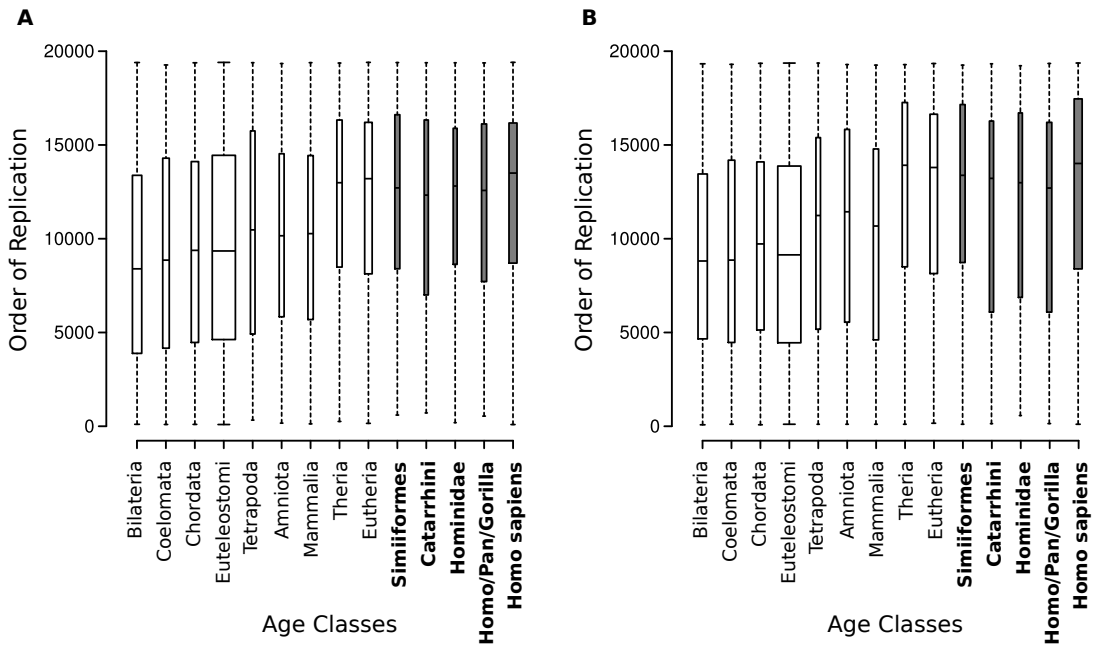 A
Order of Replication
20000
15000
10000
5000
0
Bilateria
Coelomata
Chordata
Euteleostomi
Tetrapoda
Amniota
Mammalia
Theria
Eutheria
Simiiformes
Catarrhini
Hominidae
Homo/Pan/Gorilla
Homo sapiens
Age Classes
B
Order of Replication
20000
15000
10000
5000
0
Bilateria
Coelomata
Chordata
Euteleostomi
Tetrapoda
Amniota
Mammalia
Theria
Eutheria
Simiiformes
Catarrhini
Hominidae
Homo/Pan/Gorilla
Homo sapiens
Age Classes